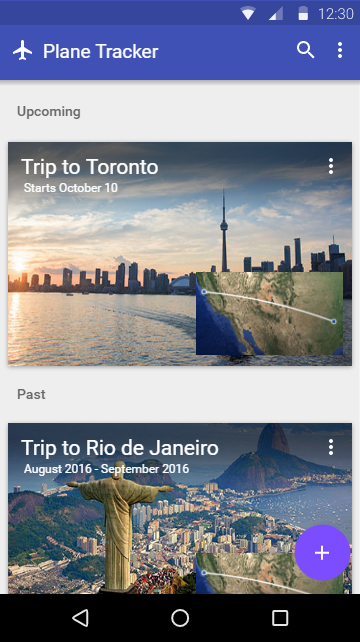 12:30
Plane Tracker
Upcoming
Trip to Toronto
Starts October 10
Past
Trip to Rio de Janeiro
August 2016 - September 2016